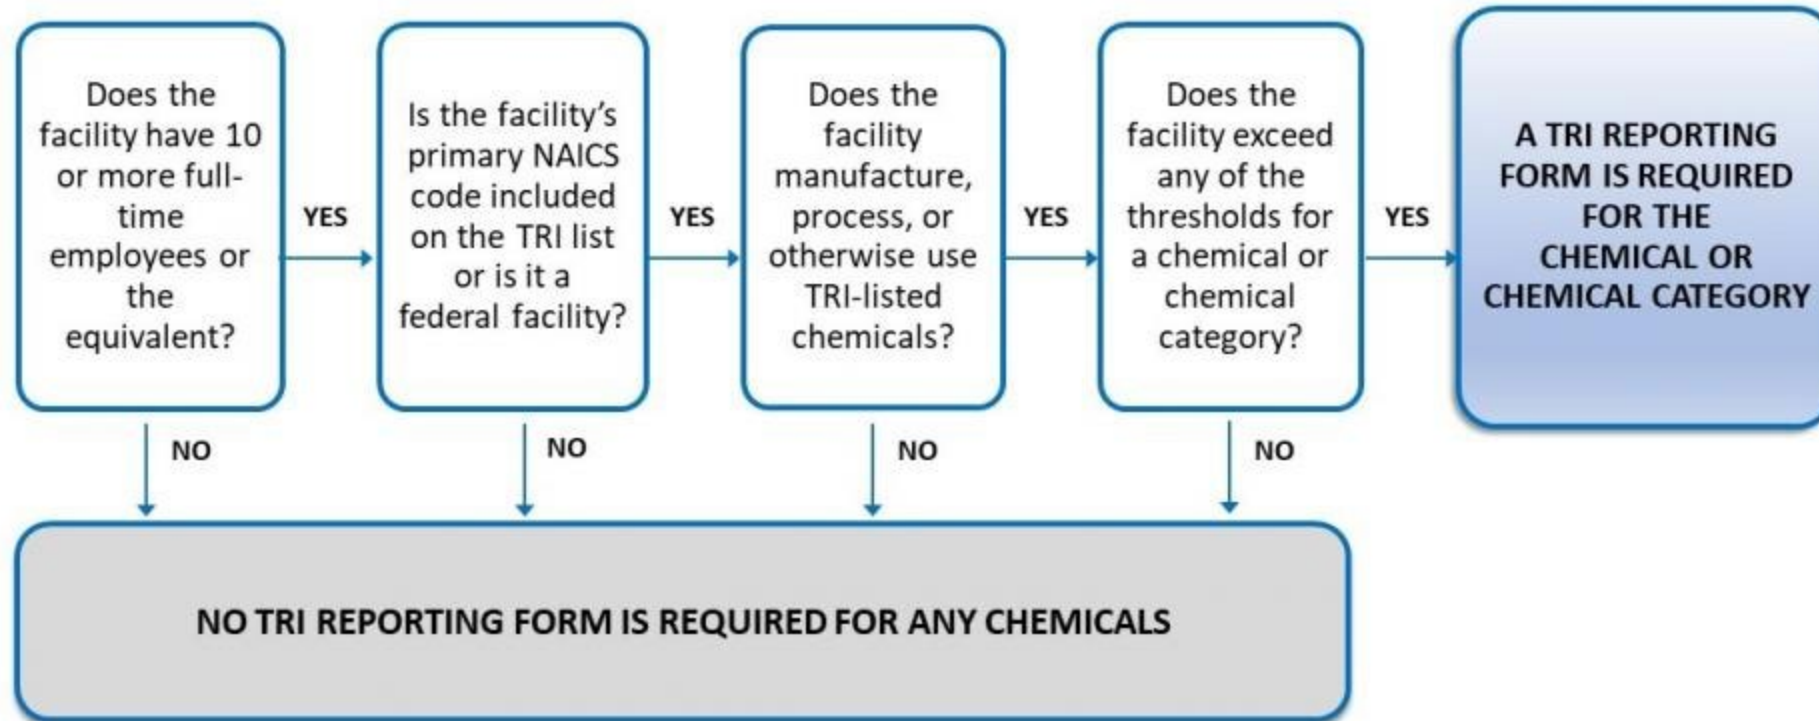 Does the
facility have 10
or more full-
time
employees or
the
equivalent?
YES
NO
Is the facility’s
primary NAICS
code included
on the TRI list
or is it a
federal facility?
YES
NO
Does the
facility
manufacture,
process, or
otherwise use
TRI-listed
chemicals?
YES
NO
Does the
facility exceed
any of the
thresholds for
a chemical or
chemical
category?
YES
NO
A TRI REPORTING
FORM IS REQUIRED
FOR THE
CHEMICAL OR
CHEMICAL CATEGORY
NO TRI REPORTING FORM IS REQUIRED FOR ANY CHEMICALS